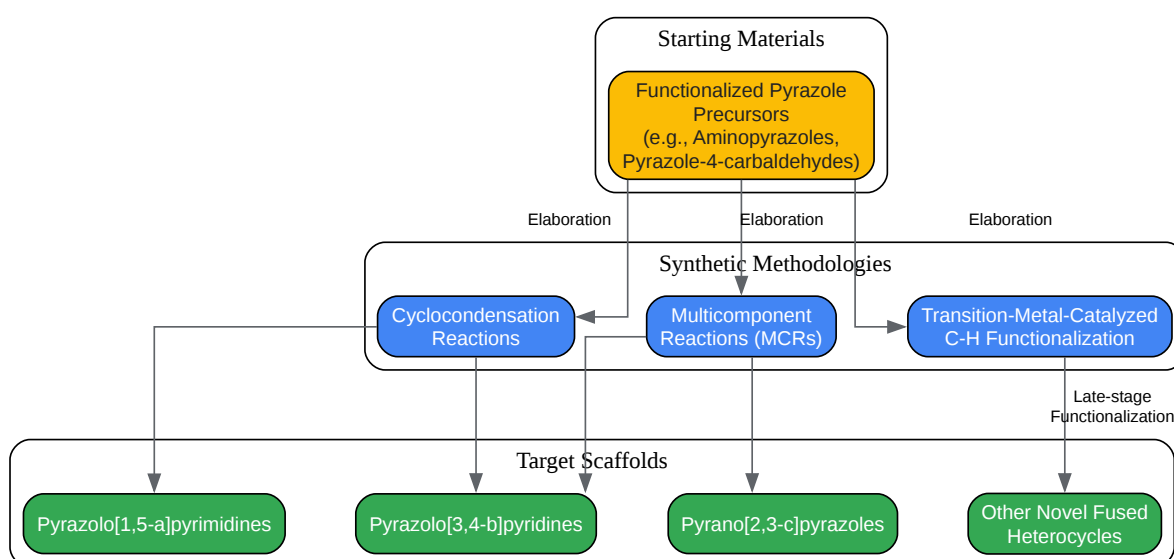 Starting Materials
Functionalized Pyrazole
Precursors
(e.g., Aminopyrazoles,
Pyrazole-4-carbaldehydes)
Elaboration
Elaboration
Elaboration
Synthetic Methodologies
Cyclocondensation
Reactions
Multicomponent
Reactions (MCRs)
Transition-Metal-Catalyzed
C-H Functionalization
Late-stage
Functionalization
Target Scaffolds
Pyrazolo[1,5-a]pyrimidines
Pyrazolo[3,4-b]pyridines
Pyrano[2,3-c]pyrazoles
Other Novel Fused
Heterocycles